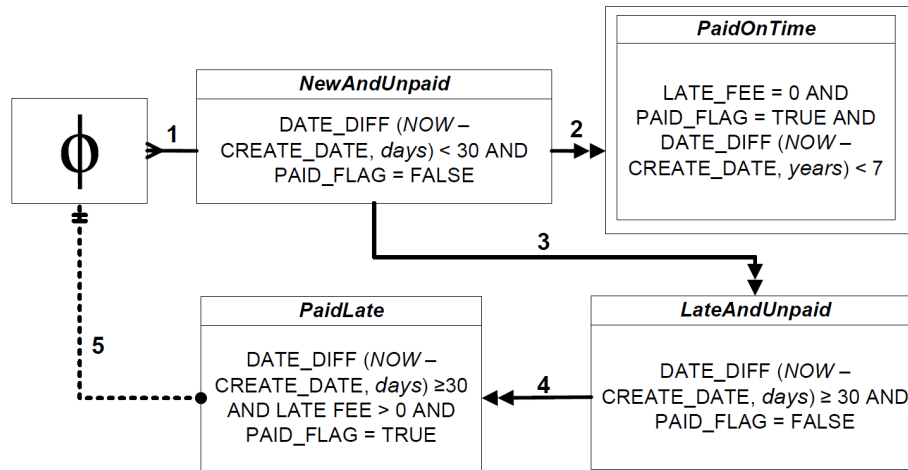 PaidOnTime
LATE_FEE = 0 AND
PAID_FLAG = TRUE AND
DATE_DIFF (NOW –
CREATE_DATE, years) < 7
NewAndUnpaid
DATE_DIFF (NOW –
CREATE_DATE, days) < 30 AND
PAID_FLAG = FALSE
ϕ
1
2
3
PaidLate
DATE_DIFF (NOW –
CREATE_DATE, days) ≥30
AND LATE FEE > 0 AND
PAID_FLAG = TRUE
LateAndUnpaid
DATE_DIFF (NOW –
CREATE_DATE, days) ≥ 30 AND
PAID_FLAG = FALSE
5
4